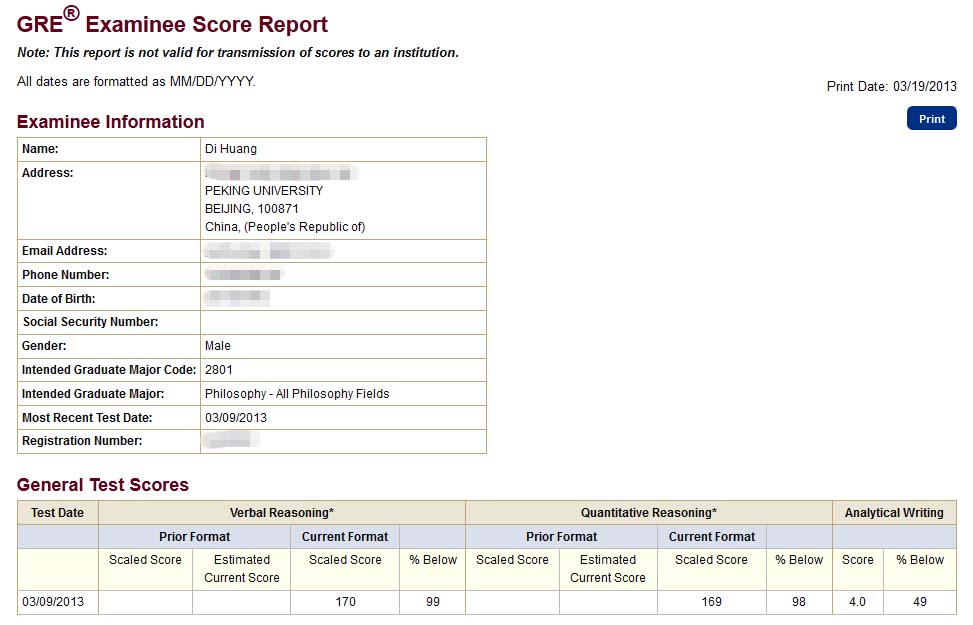 GRE® Examinee Score Report
Note: This report is not valid for transmission of scores to an institution.
All dates are formatted as MM/DD/YYYY.
Print Date: 03/19/2013
Print
Examinee Information
Name: Di Huang
Address:
PEKING UNIVERSITY
BEIJING, 100871
China, (People's Republic of)
Email Address:
Phone Number:
Date of Birth:
Social Security Number:
Gender: Male
Intended Graduate Major Code: 2801
Intended Graduate Major: Philosophy - All Philosophy Fields
Most Recent Test Date: 03/09/2013
Registration Number:
General Test Scores
Test Date Verbal Reasoning* Quantitative Reasoning* Analytical Writing
Prior Format Current Format Prior Format Current Format
Scaled Score Estimated Current Score Scaled Score % Below Scaled Score Estimated Current Score Scaled Score % Below Score % Below
03/09/2013 170 99 169 98 4.0 49